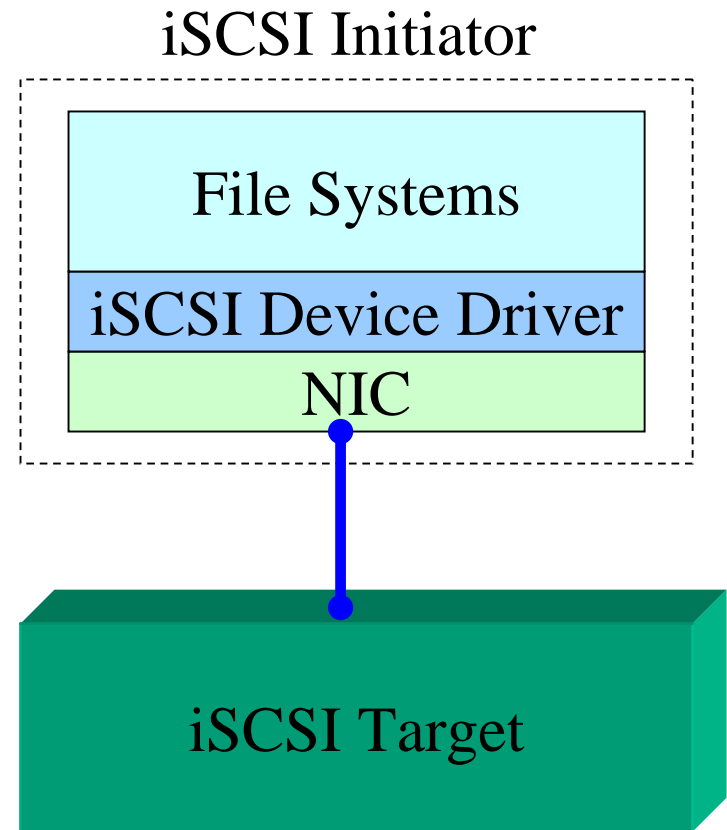 iSCSI Initiator
File Systems
iSCSI Device Driver
NIC
iSCSI Target